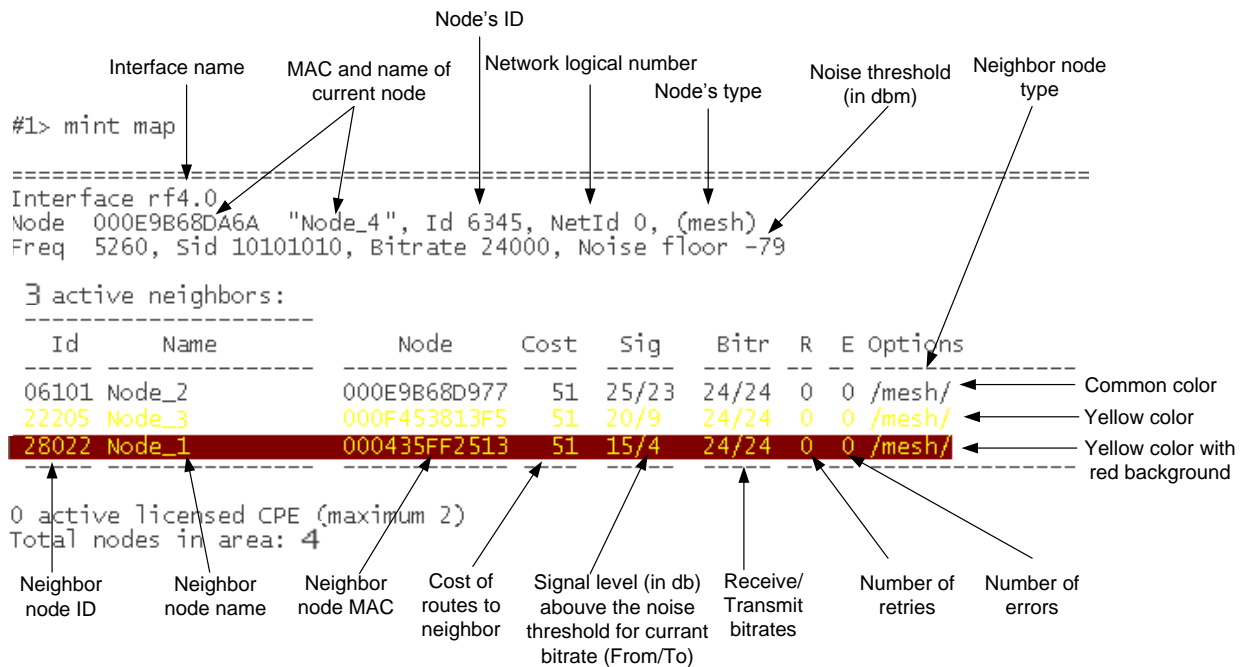 Node's ID
Interface name
MAC and name of
current node
Network logical number
Node's type
Noise threshold
(in dbm)
Neighbor node
type
#1> mint map
================================================================================
Interface rf4.0
Node 000E9B68DA6A "Node_4", Id 6345, NetId 0, (mesh)
Freq 5260, Sid 10101010, Bitrate 24000, Noise floor -79
3 active neighbors:
----------------------
Id Name Node Cost Sig Bitr R E Options
----- --------------- ------------ ---- ----- ----- -- -- ---------------
06101 Node_2 000E9B68D977 51 25/23 24/24 0 0 /mesh/
Common color
22205 Node_3 000F453813F5 51 20/9 24/24 0 0 /mesh/
Yellow color
28022 Node_1 000435FF2513 51 15/4 24/24 0 0 /mesh/
Yellow color with
red background
----- --------------- ------------ ---- ----- ----- -- -- ---------------
0 active licensed CPE (maximum 2)
Total nodes in area: 4
Neighbor
node ID
Neighbor
node name
Neighbor
node MAC
Cost of
routes to
neighbor
Signal level (in db)
abouve the noise
threshold for currant
bitrate (From/To)
Receive/
Transmit
bitrates
Number of
retries
Number of
errors